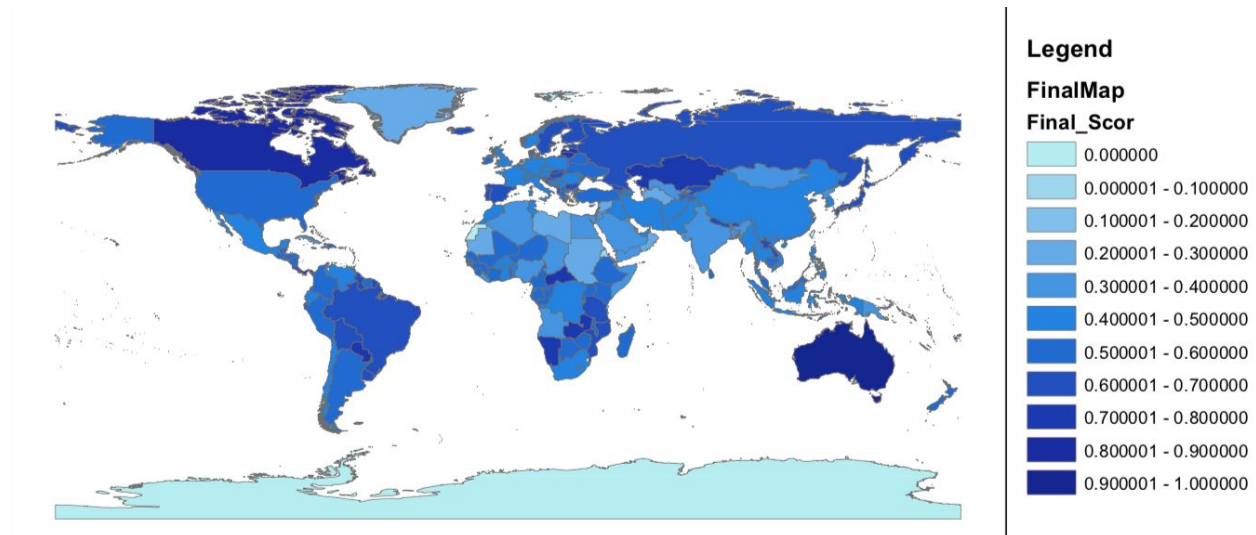 Legend
FinalMap
Final_Scor
0.000000
0.000001 - 0.100000
0.100001 - 0.200000
0.200001 - 0.300000
0.300001 - 0.400000
0.400001 - 0.500000
0.500001 - 0.600000
0.600001 - 0.700000
0.700001 - 0.800000
0.800001 - 0.900000
0.900001 - 1.000000